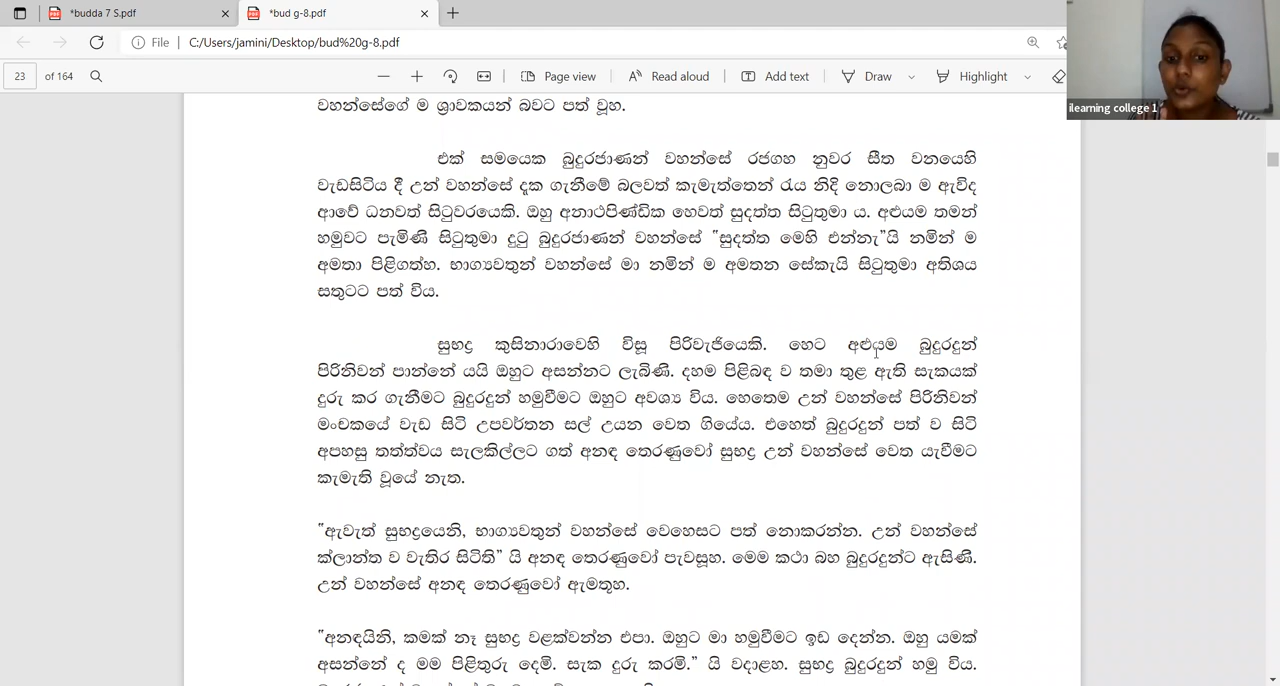 *budda 7 S.pdf
*bud g-8.pdf
File C:/Users/jamini/Desktop/bud%20g-8.pdf
23 of 164 Page view Read aloud Add text Draw Highlight
ilearning college 1
වහන්සේගේ ම ශ්‍රාවකයන් බවට පත් වූහ.
එක් සමයෙක බුදුරජාණන් වහන්සේ රජගහ නුවර සීත වනයෙහි
වැඩසිටිය දී උන් වහන්සේ දැක ගැනීමේ බලවත් කැමැත්තෙන් රැය නිදි නොලබා ම ඇවිද
ආවේ ධනවත් සිටුවරයෙකි. ඔහු අනාථපිණ්ඩික හෙවත් සුදත්ත සිටුතුමා ය. අළුයම තමන්
හමුවට පැමිණි සිටුතුමා දුටු බුදුරජාණන් වහන්සේ "සුදත්ත මෙහි එන්නැ"යි නමින් ම
අමතා පිළිගත්හ. භාග්‍යවතුන් වහන්සේ මා නමින් ම අමතන සේකැයි සිටුතුමා අතිශය
සතුටට පත් විය.
සුභද්‍ර කුසිනාරාවෙහි විසූ පිරිවැජියෙකි. හෙට අළුයම බුදුරදුන්
පිරිනිවන් පාන්නේ යයි ඔහුට අසන්නට ලැබිණි. දහම පිළිබඳ ව තමා තුළ ඇති සැකයක්
දුරු කර ගැනීමට බුදුරදුන් හමුවීමට ඔහුට අවශ්‍ය විය. හෙතෙම උන් වහන්සේ පිරිනිවන්
මංචකයේ වැඩ සිටි උපවර්තන සල් උයන වෙත ගියේය. එහෙත් බුදුරදුන් පත් ව සිටි
අපහසු තත්ත්වය සැලකිල්ලට ගත් අනඳ තෙරණුවෝ සුභද්‍ර උන් වහන්සේ වෙත යැවීමට
කැමැති වූයේ නැත.
"ඇවැත් සුභද්‍රයෙනි, භාග්‍යවතුන් වහන්සේ වෙහෙසට පත් නොකරන්න. උන් වහන්සේ
ක්ලාන්ත ව වැතිර සිටිති" යි අනඳ තෙරණුවෝ පැවසූහ. මෙම කථා බහ බුදුරදුන්ට ඇසිණි.
උන් වහන්සේ අනඳ තෙරණුවෝ ඇමතූහ.
"අනඳයිනි, කමක් නෑ සුභද්‍ර වළක්වන්න එපා. ඔහුට මා හමුවීමට ඉඩ දෙන්න. ඔහු යමක්
අසන්නේ ද මම පිළිතුරු දෙමි. සැක දුරු කරමි." යි වදාළහ. සුභද්‍ර බුදුරදුන් හමු විය.